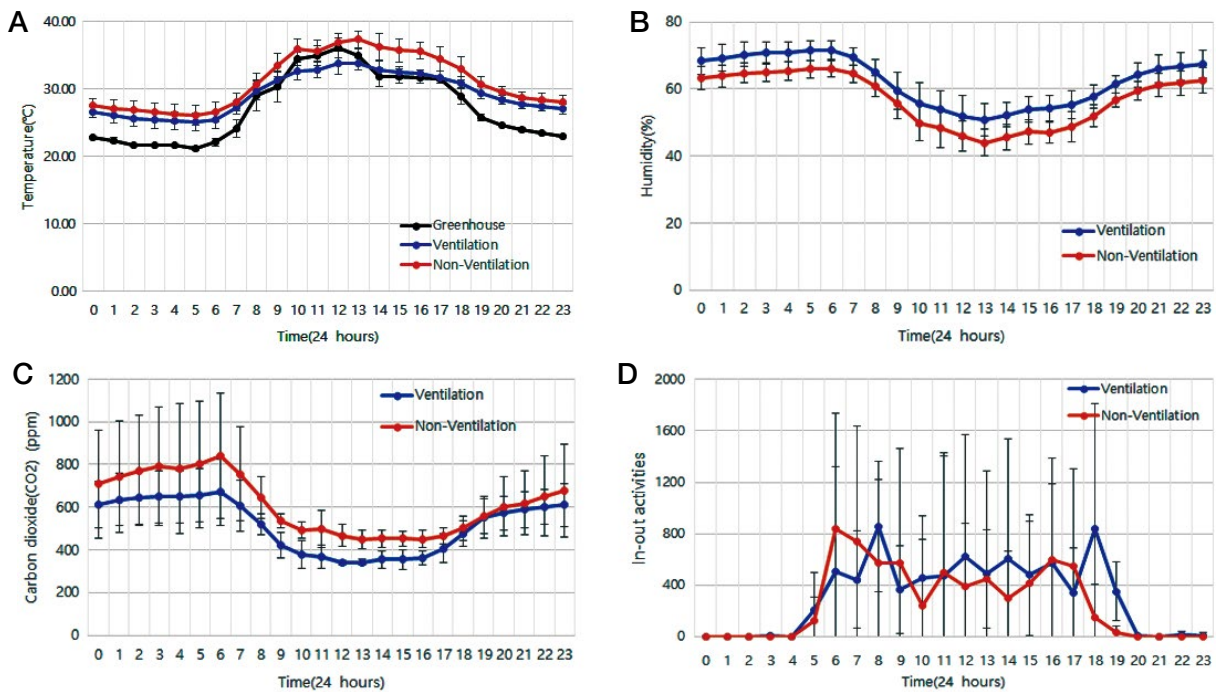 A
Temperature(℃)
40.00
30.00
20.00
10.00
0.00
Greenhouse
Ventilation
Non-Ventilation
0 1 2 3 4 5 6 7 8 9 10 11 12 13 14 15 16 17 18 19 20 21 22 23
Time(24 hours)
B
Humidity(%)
80
60
40
20
0
Ventilation
Non-Ventilation
0 1 2 3 4 5 6 7 8 9 10 11 12 13 14 15 16 17 18 19 20 21 22 23
Time(24 hours)
C
Carbon dioxide(CO2) (ppm)
1200
1000
800
600
400
200
0
Ventilation
Non-Ventilation
0 1 2 3 4 5 6 7 8 9 10 11 12 13 14 15 16 17 18 19 20 21 22 23
Time(24 hours)
D
In-out activities
2000
1600
1200
800
400
0
Ventilation
Non-Ventilation
0 1 2 3 4 5 6 7 8 9 10 11 12 13 14 15 16 17 18 19 20 21 22 23
Time(24 hours)